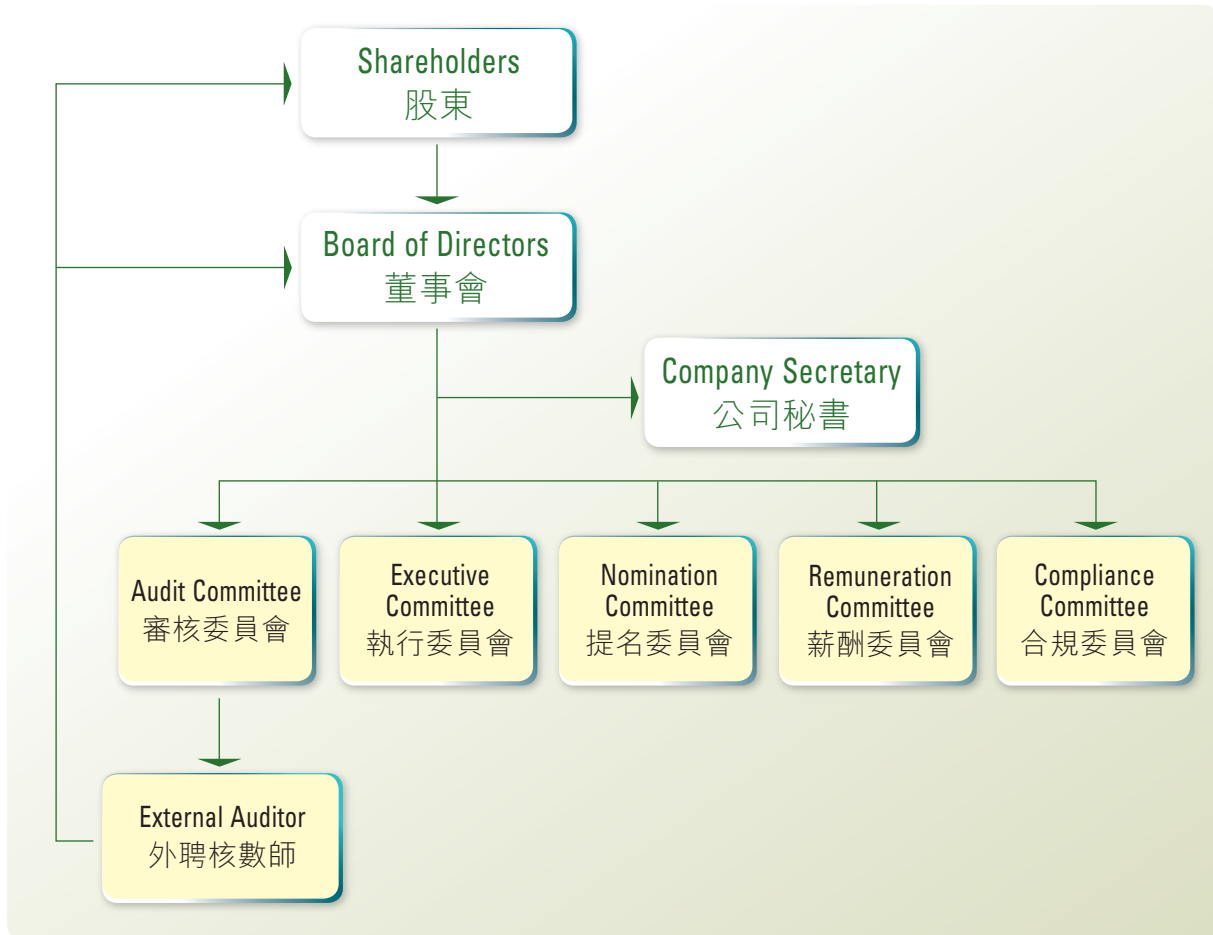 Shareholders
股東
Board of Directors
董事會
Company Secretary
公司秘書
Audit Committee
審核委員會
Executive
Committee
執行委員會
Nomination
Committee
提名委員會
Remuneration
Committee
薪酬委員會
Compliance
Committee
合規委員會
External Auditor
外聘核數師